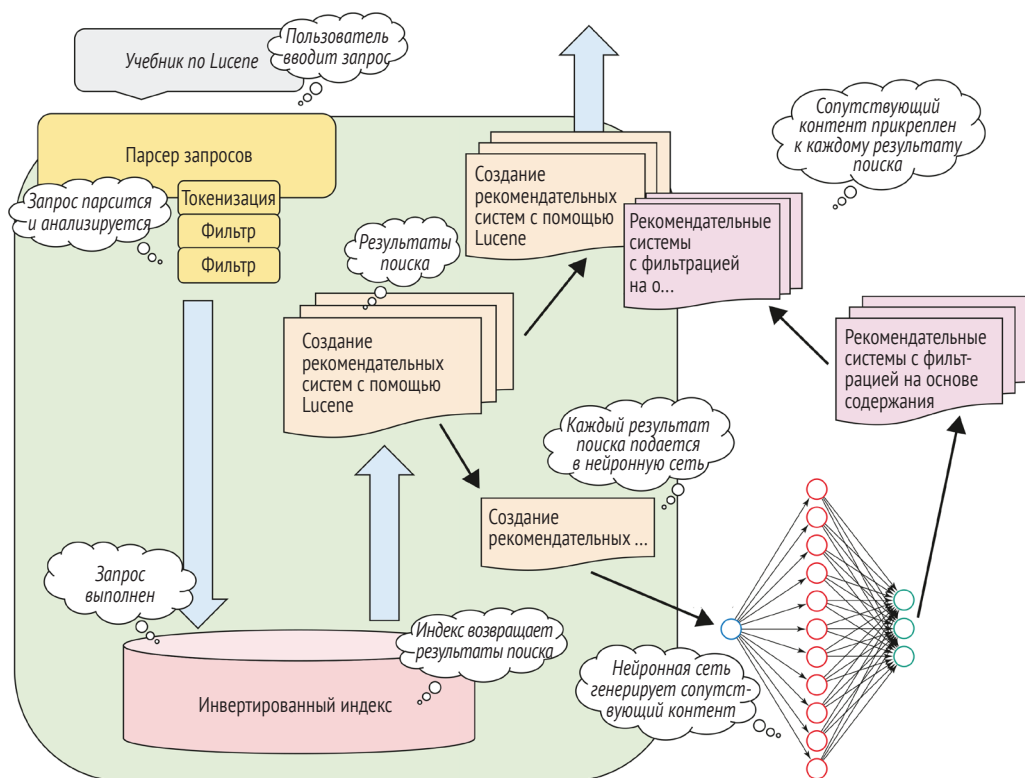 Учебник по Lucene
Пользователь
вводит запрос
Парсер запросов
Запрос парсится
и анализируется
Токенизация
Фильтр
Фильтр
Результаты
поиска
Создание
рекомендательных
систем с помощью
Lucene
Рекомендательные
системы
с фильтрацией
на о...
Сопутствующий
контент прикреплен
к каждому результату
поиска
Создание
рекомендательных
систем с помощью
Lucene
Рекомендательные
системы с фильт-
рацией на основе
содержания
Каждый результат
поиска подается
в нейронную сеть
Создание
рекомендательных ...
Запрос
выполнен
Индекс возвращает
результаты поиска
Инвертированный индекс
Нейронная сеть
генерирует сопутст-
вующий контент